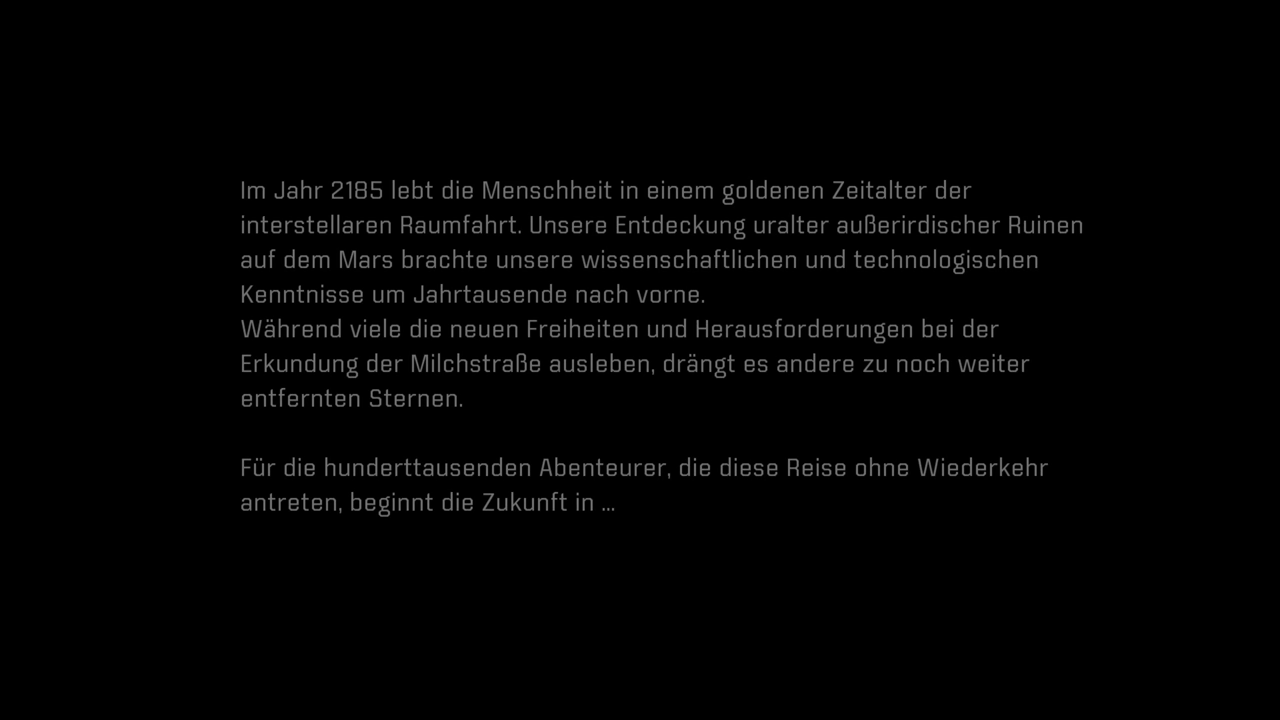 Im Jahr 2185 lebt die Menschheit in einem goldenen Zeitalter der
interstellaren Raumfahrt. Unsere Entdeckung uralter außerirdischer Ruinen
auf dem Mars brachte unsere wissenschaftlichen und technologischen
Kenntnisse um Jahrtausende nach vorne.
Während viele die neuen Freiheiten und Herausforderungen bei der
Erkundung der Milchstraße ausleben, drängt es andere zu noch weiter
entfernten Sternen.
Für die hunderttausenden Abenteurer, die diese Reise ohne Wiederkehr
antreten, beginnt die Zukunft in ...